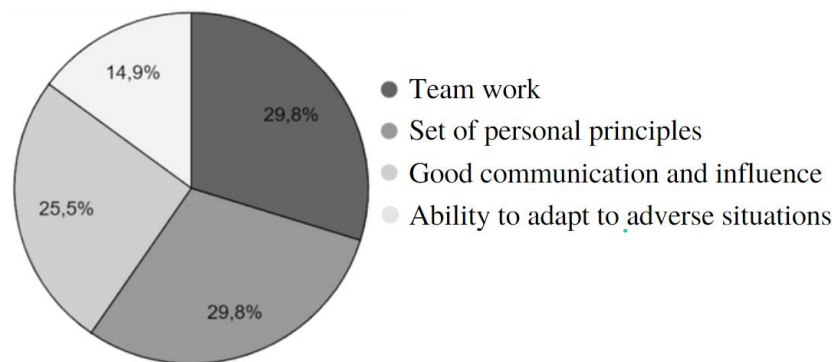 14,9%
29,8%
25,5%
29,8%
Team work
Set of personal principles
Good communication and influence
Ability to adapt to adverse situations